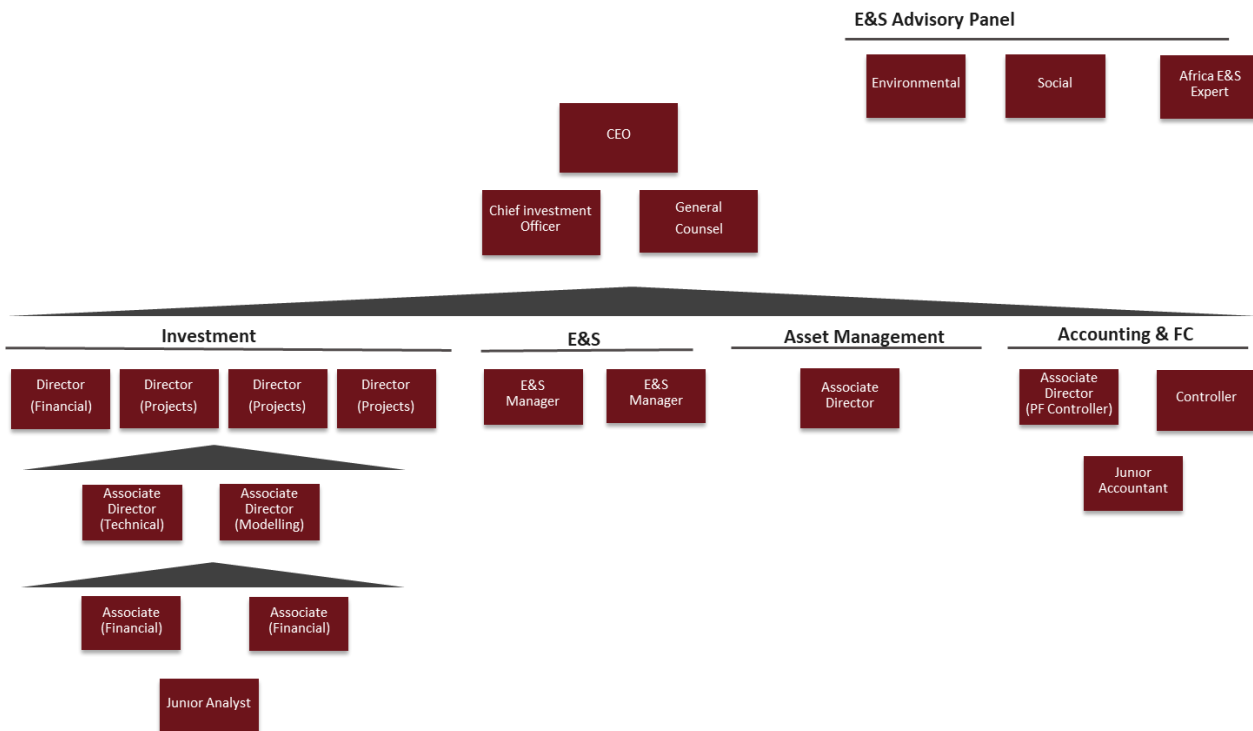 E&S Advisory Panel
Environmental
Social
Africa E&S
Expert
CEO
Chief investment
Officer
General
Counsel
Investment
E&S
Asset Management
Accounting & FC
Director
(Financial)
Director
(Projects)
Director
(Projects)
Director
(Projects)
E&S
Manager
E&S
Manager
Associate
Director
Associate
Director
(PF Controller)
Controller
Junior
Accountant
Associate
Director
(Technical)
Associate
Director
(Modelling)
Associate
(Financial)
Associate
(Financial)
Junior Analyst